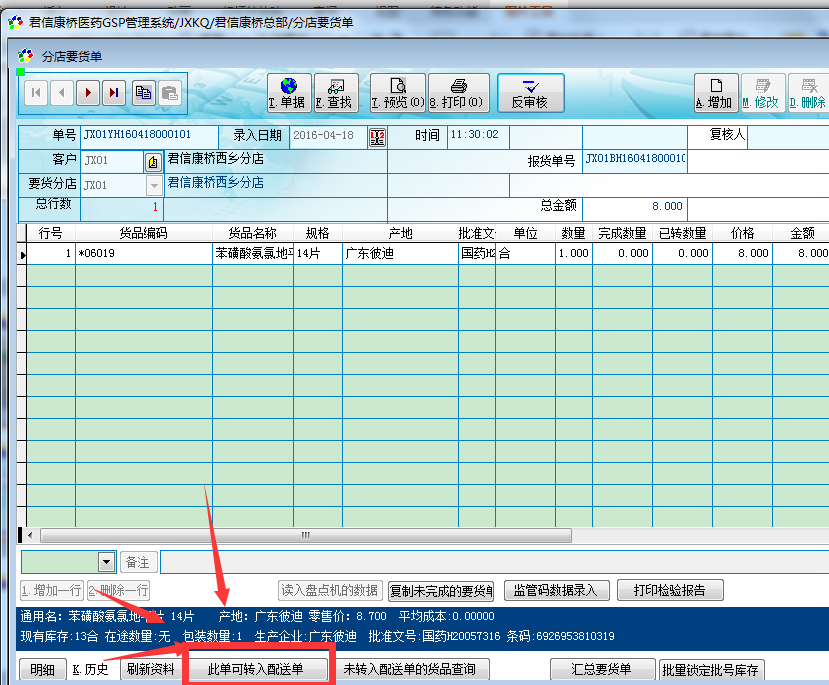 君信康桥医药GSP管理系统/JXKQ/君信康桥总部/分店要货单
分店要货单
I.单据 F.查找 T.预览(O) 8.打印(O) 反审核 A.增加 M.修改 D.删除
单号 JX01YH160418000101 录入日期 2016-04-18 时间 11:30:02 复核人
客户 JX01 君信康桥西乡分店 报货单号 JX01BH16041800010
要货分店 JX01 君信康桥西乡分店
总行数 1 总金额 8.000
行号 货品编码 货品名称 规格 产地 批准文 单位 数量 完成数量 已转数量 价格 金额
1 *06019 苯磺酸氨氯地平 14片 广东彼迪 国药H2 合 1.000 0.000 0.000 8.000 8.000
备注
1.增加一行 2.删除一行 读入盘点机的数据 复制未完成的要货单 监管码数据录入 打印检验报告
通用名: 苯磺酸氨氯地平片 14片 产地: 广东彼迪 零售价: 8.700 平均成本:0.00000
现有库存:13合 在途数量:无 包装数量:1 生产企业:广东彼迪 批准文号:国药H20057316 条码:6926953810319
明细 K.历史 刷新资料 此单可转入配送单 未转入配送单的货品查询 汇总要货单 批量锁定批号库存